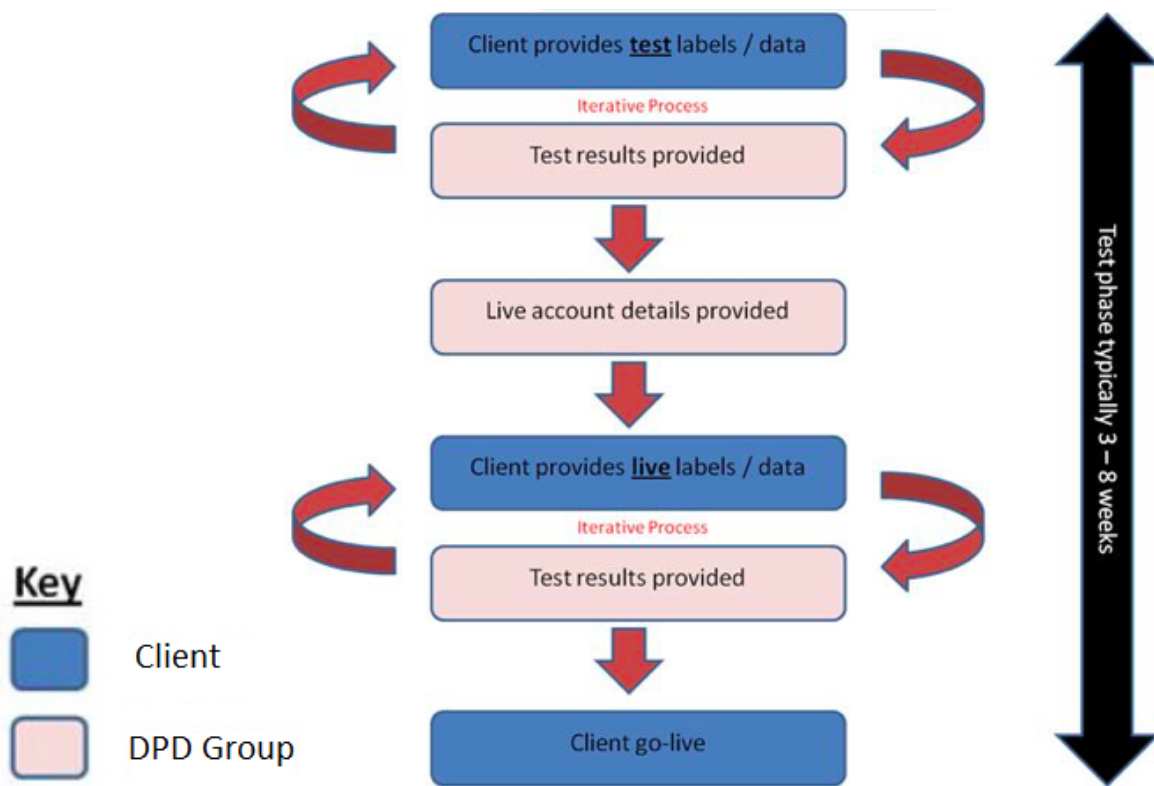 Client provides test labels / data
Iterative Process
Test results provided
Live account details provided
Client provides live labels / data
Iterative Process
Test results provided
Client go-live
Test phase typically 3 – 8 weeks
Key
Client
DPD Group